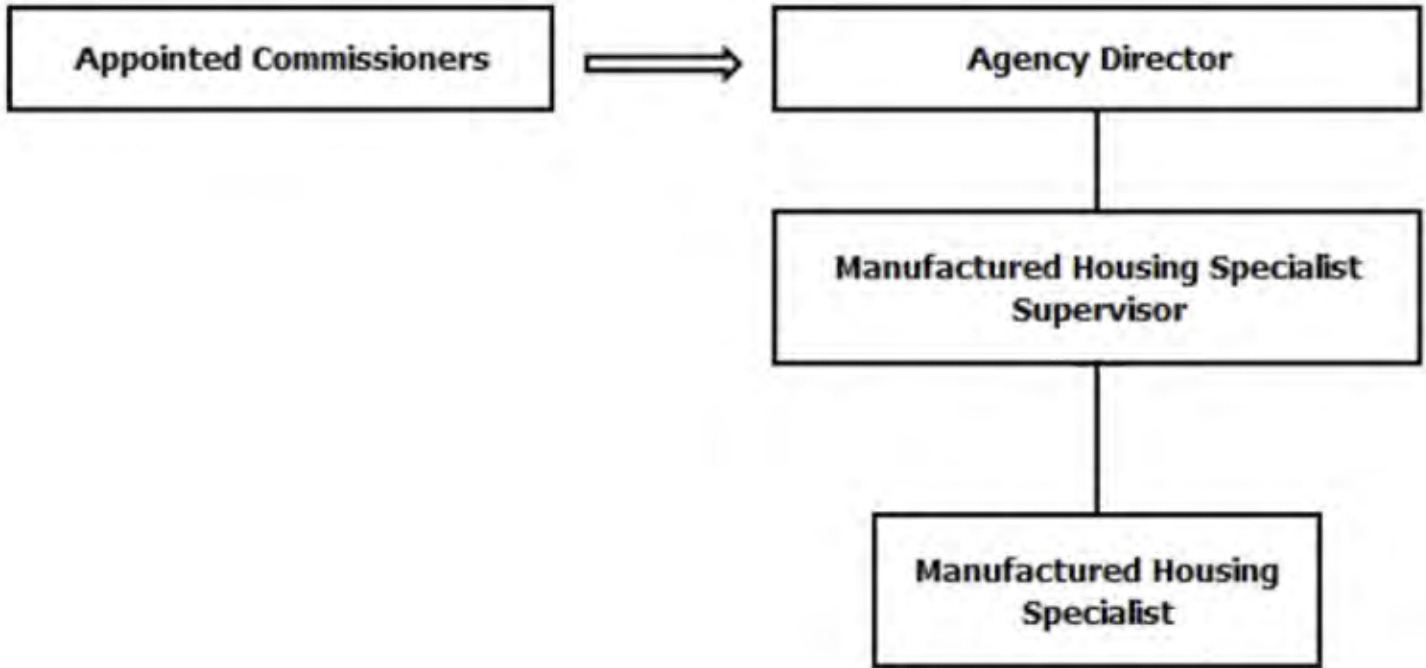 Appointed Commissioners
Agency Director
Manufactured Housing Specialist
Supervisor
Manufactured Housing
Specialist